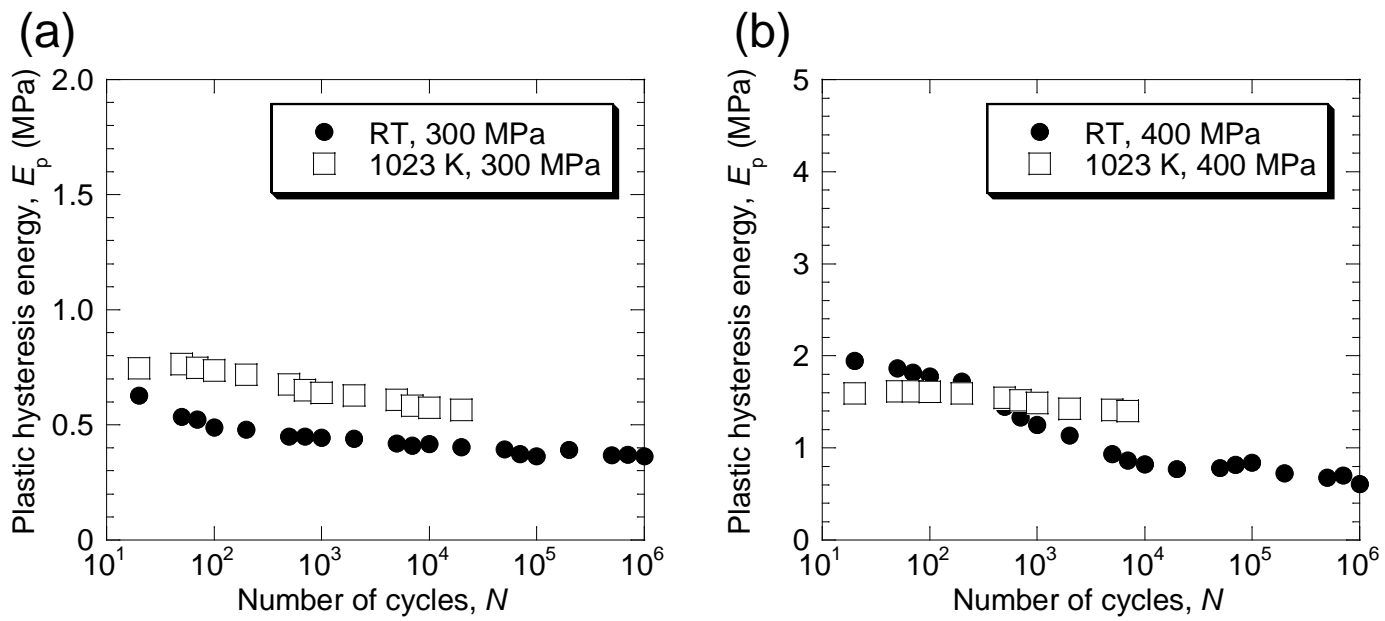 (a)
Plastic hysteresis energy, Eₚ (MPa)
2.0
1.5
1.0
0.5
0
RT, 300 MPa
1023 K, 300 MPa
10¹ 10² 10³ 10⁴ 10⁵ 10⁶
Number of cycles, N
(b)
Plastic hysteresis energy, Eₚ (MPa)
5
4
3
2
1
0
RT, 400 MPa
1023 K, 400 MPa
10¹ 10² 10³ 10⁴ 10⁵ 10⁶
Number of cycles, N